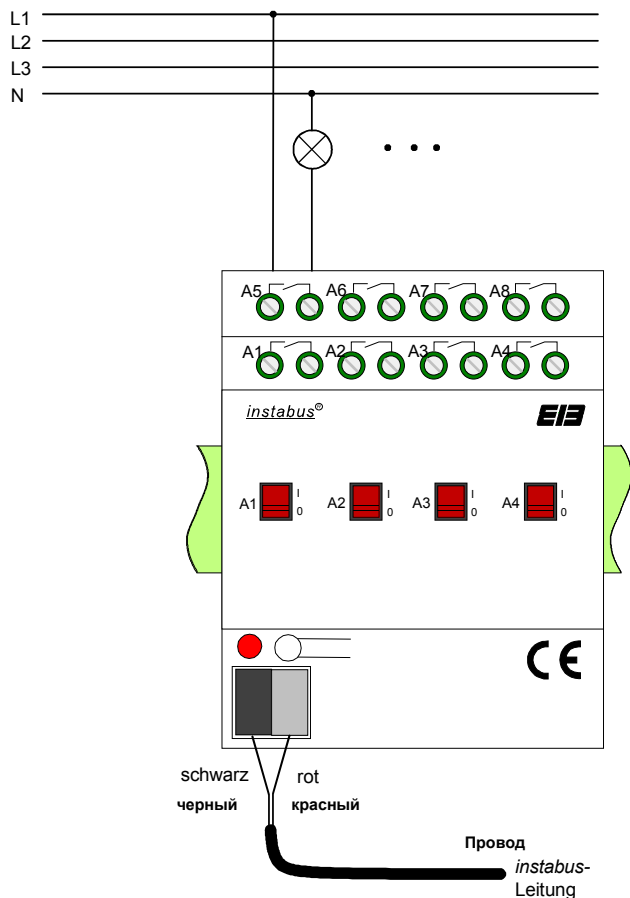 L1
L2
L3
N
A5 A6 A7 A8
A1 A2 A3 A4
instabus® EIB
A1 I 0 A2 I 0 A3 I 0 A4 I 0
CE
schwarz rot
черный красный
Провод
instabus-
Leitung